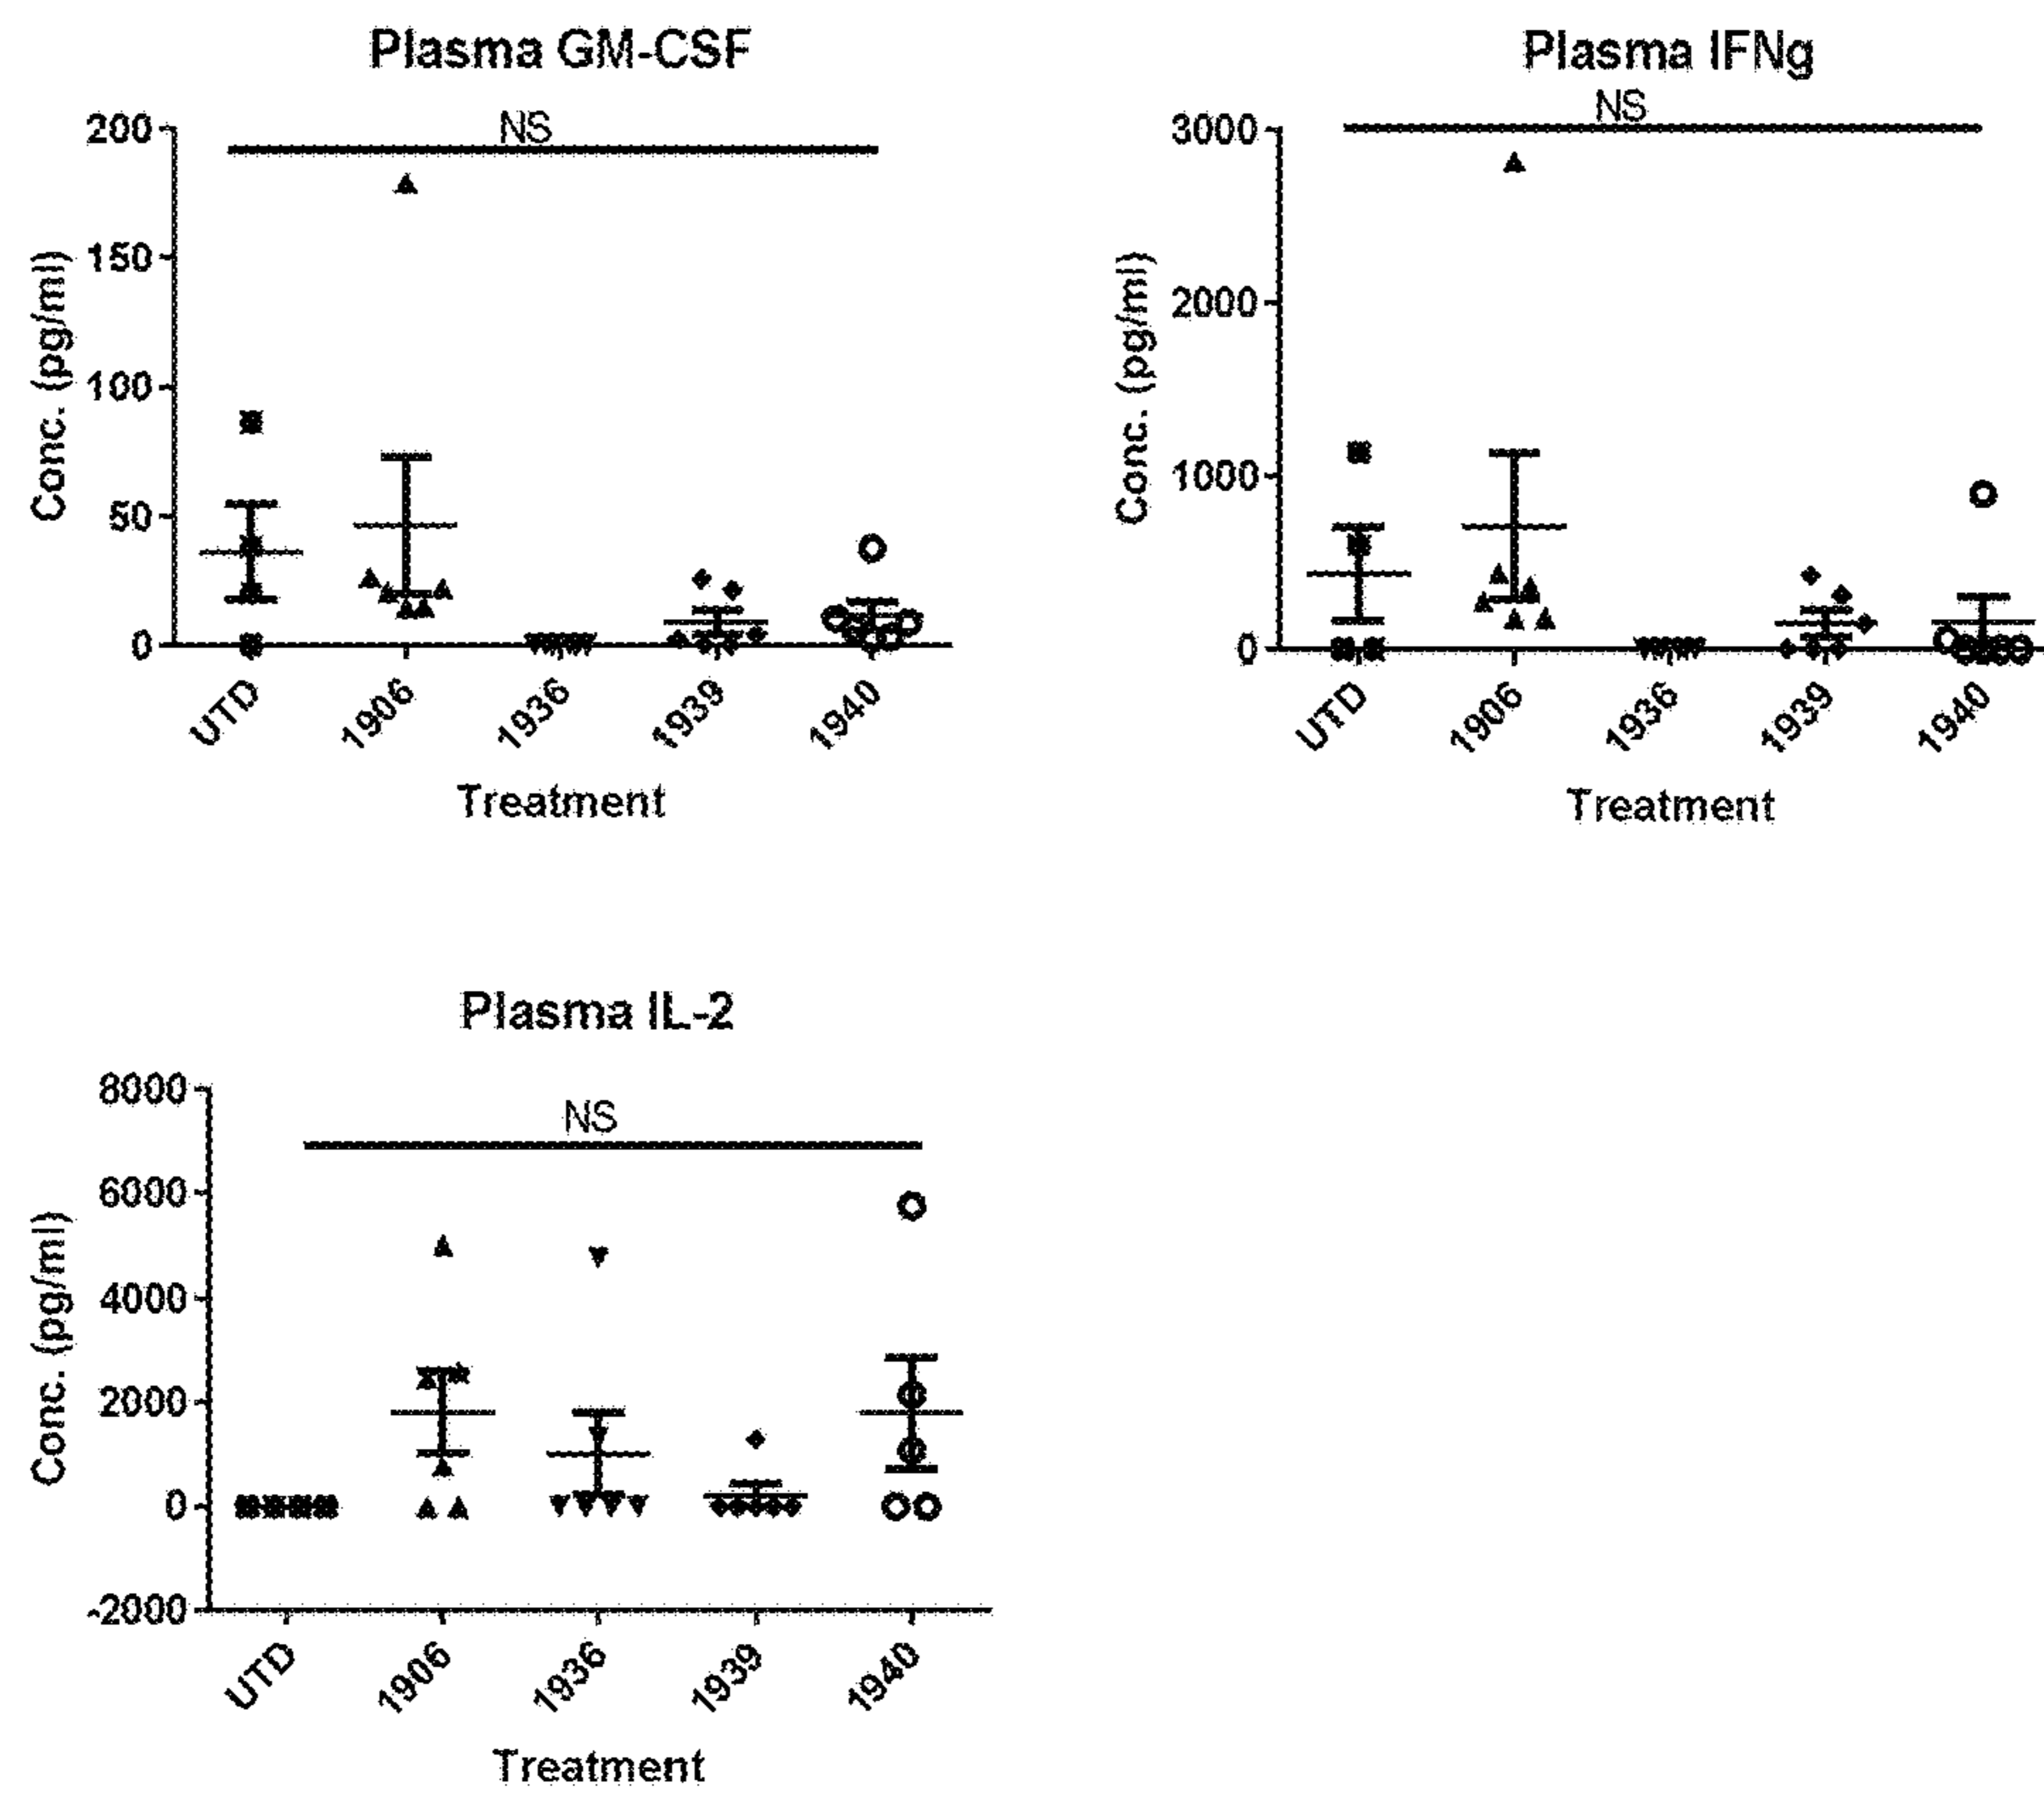 Plasma GM-CSF
NS
Conc. (pg/ml)
200
150
100
50
0
UTD
1906
1936
1939
1940
Treatment
Plasma IFNg
NS
Conc. (pg/ml)
3000
2000
1000
0
UTD
1906
1936
1939
1940
Treatment
Plasma IL-2
NS
Conc. (pg/ml)
8000
6000
4000
2000
0
-2000
UTD
1906
1936
1939
1940
Treatment